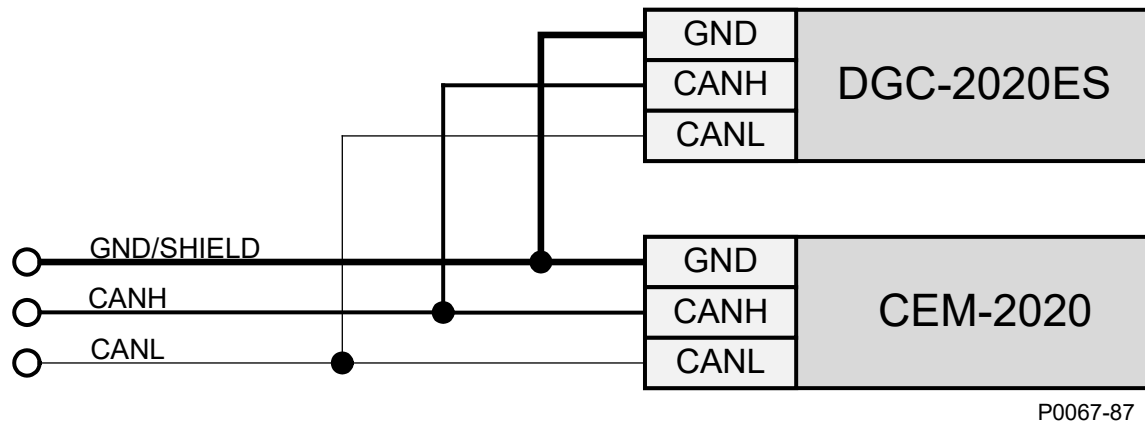 GND
CANH
CANL
DGC-2020ES
GND/SHIELD
CANH
CANL
GND
CANH
CANL
CEM-2020
P0067-87